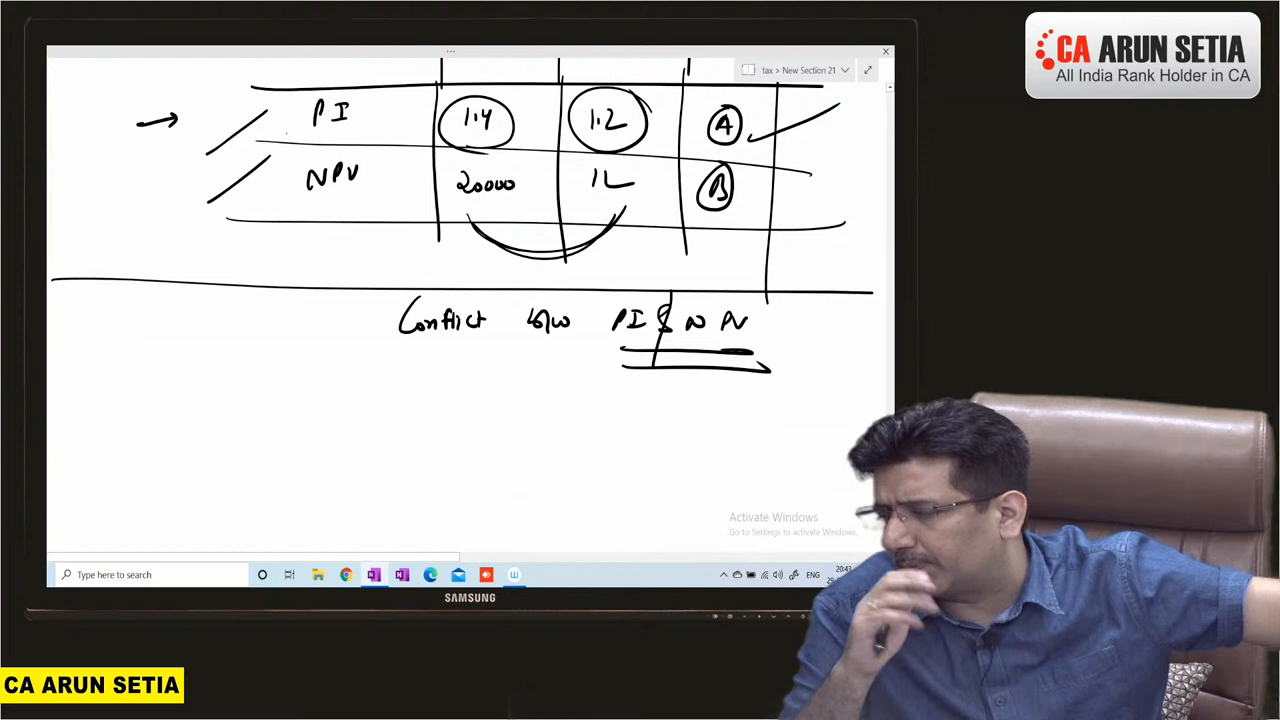 CA ARUN SETIA
All India Rank Holder in CA
tax > New Section 21
PI 1.4 1.2 A
NPV 20000 1L B
Conflict b/w PI & NPV
Activate Windows
Go to Settings to activate Windows.
Type here to search
ENG
20:43
SAMSUNG
CA ARUN SETIA